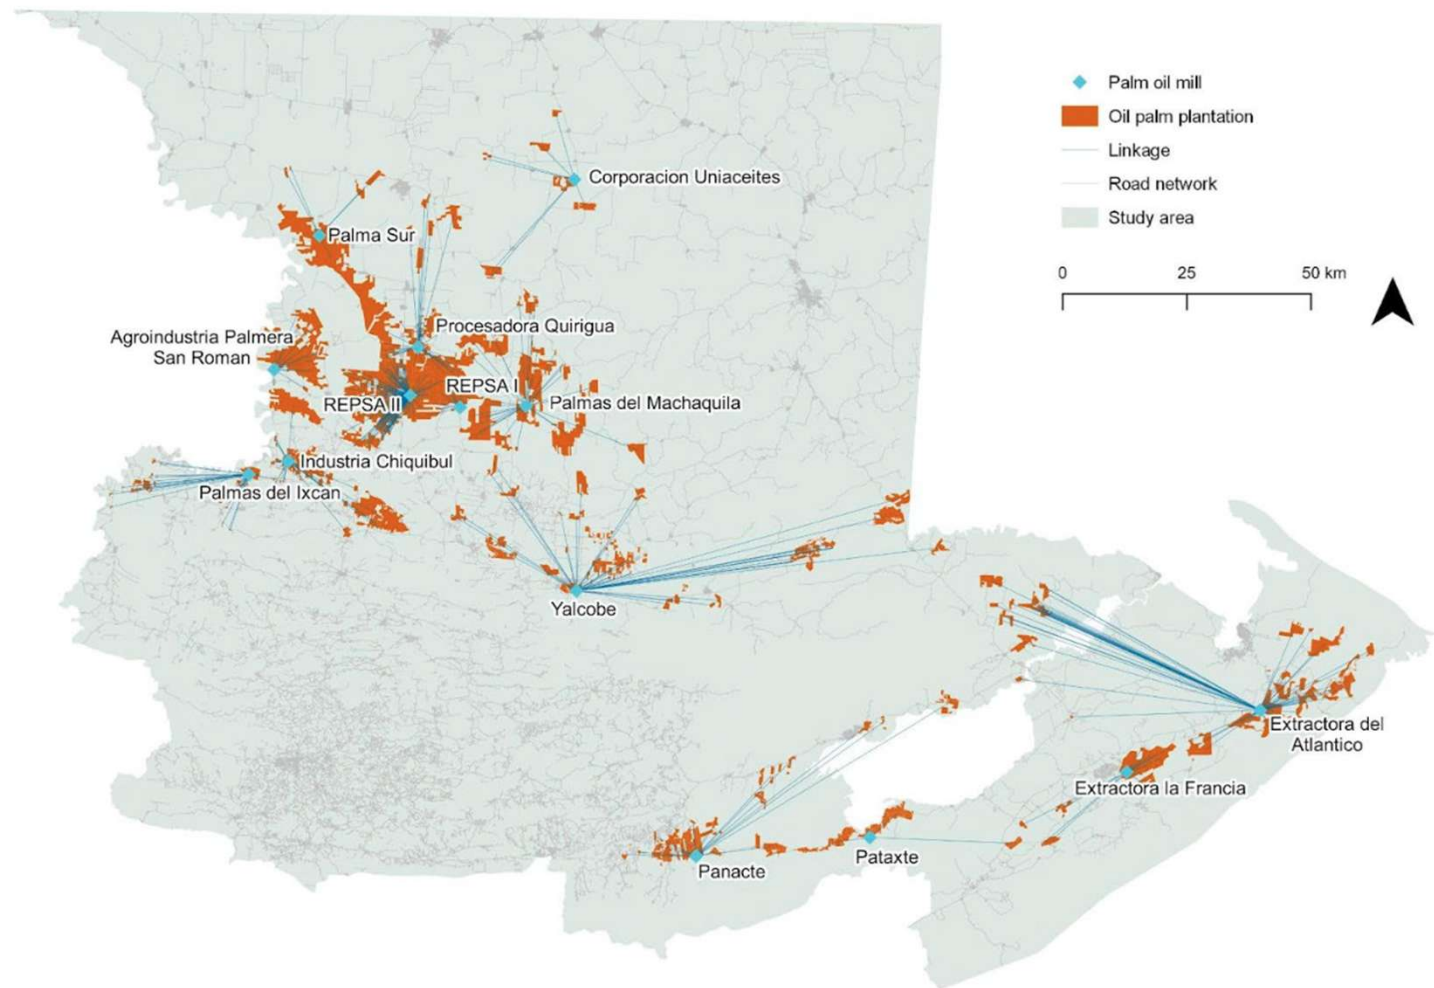 Palm oil mill
Oil palm plantation
Linkage
Road network
Study area
0 25 50 km
Corporacion Uniaceites
Palma Sur
Procesadora Quirigua
Agroindustria Palmera
San Roman
REPSA I
REPSA II
Palmas del Machaquila
Industria Chiquibul
Palmas del Ixcan
Yalcobe
Extractora del
Atlantico
Extractora la Francia
Pataxte
Panacte